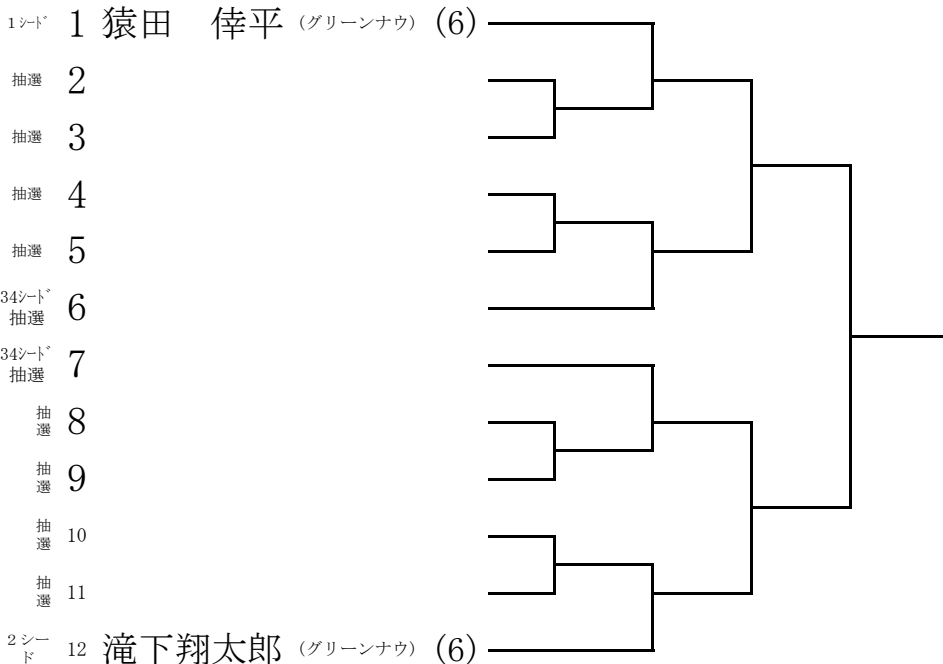 1ｼｰﾄﾞ 1 猿田　倖平 (グリーンナウ) (6)
抽選 2
抽選 3
抽選 4
抽選 5
34ｼｰﾄﾞ 抽選 6
34ｼｰﾄﾞ 抽選 7
抽選 8
抽選 9
抽選 10
抽選 11
2シード 12 滝下翔太郎 (グリーンナウ) (6)